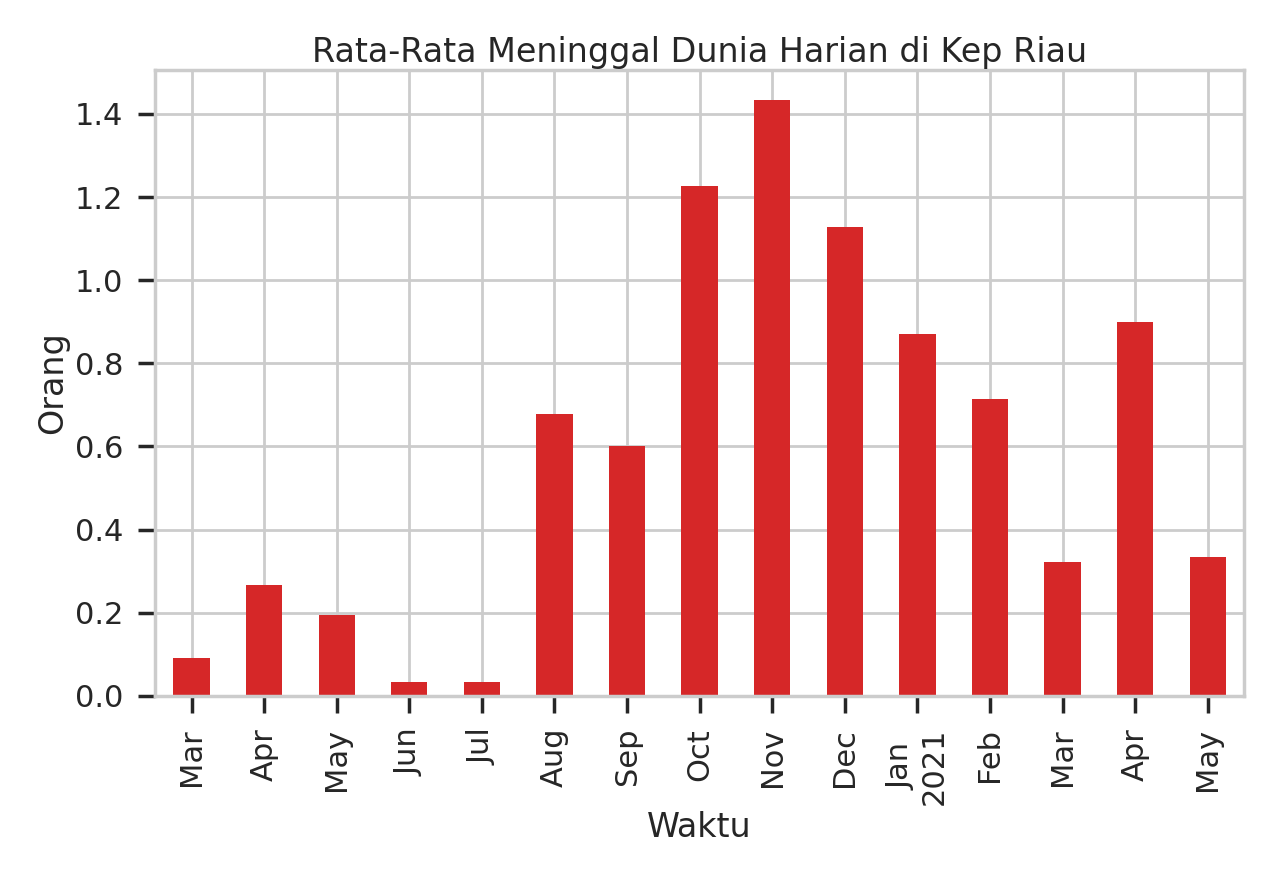 Rata-Rata Meninggal Dunia Harian di Kep Riau
1.4
1.2
1.0
0.8
0.6
0.4
0.2
0.0
Orang
Mar
Apr
May
Jun
Jul
Aug
Sep
Oct
Nov
Dec
Jan
2021
Feb
Mar
Apr
May
Waktu